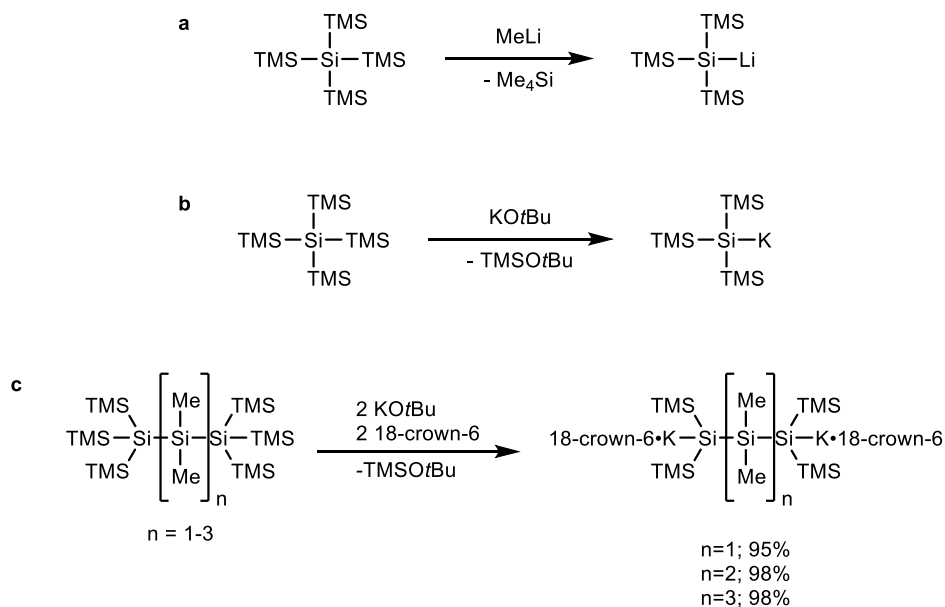 a
TMS
TMS Si TMS
TMS
MeLi
- Me4Si
TMS
TMS Si Li
TMS
b
TMS
TMS Si TMS
TMS
KOtBu
- TMSOtBu
TMS
TMS Si K
TMS
c
TMS Me TMS
TMS Si Si Si TMS
TMS Me TMS
n
n = 1-3
2 KOtBu
2 18-crown-6
-TMSOtBu
TMS Me TMS
18-crown-6•K Si Si Si K•18-crown-6
TMS Me TMS
n
n=1; 95%
n=2; 98%
n=3; 98%